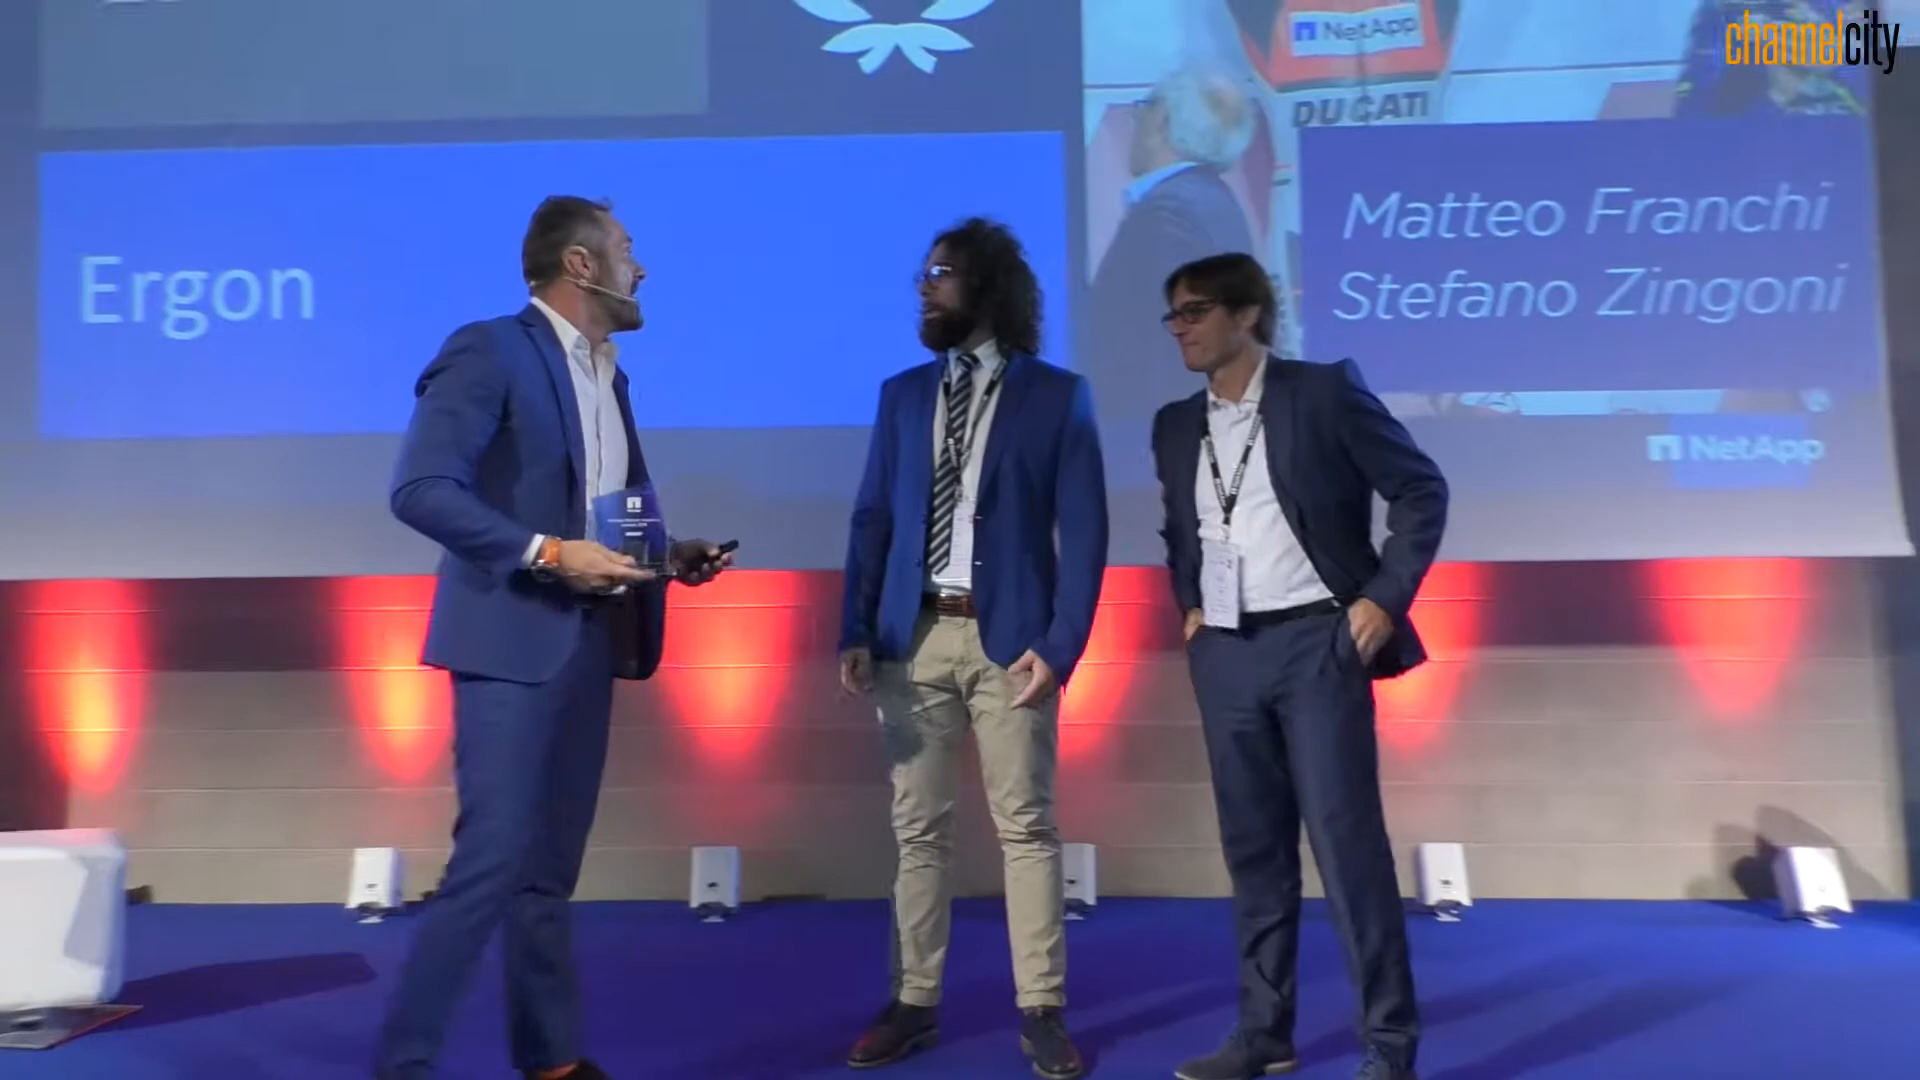 channelcity
NetApp
DUCATI
Matteo Franchi
Stefano Zingoni
Ergon
NetApp